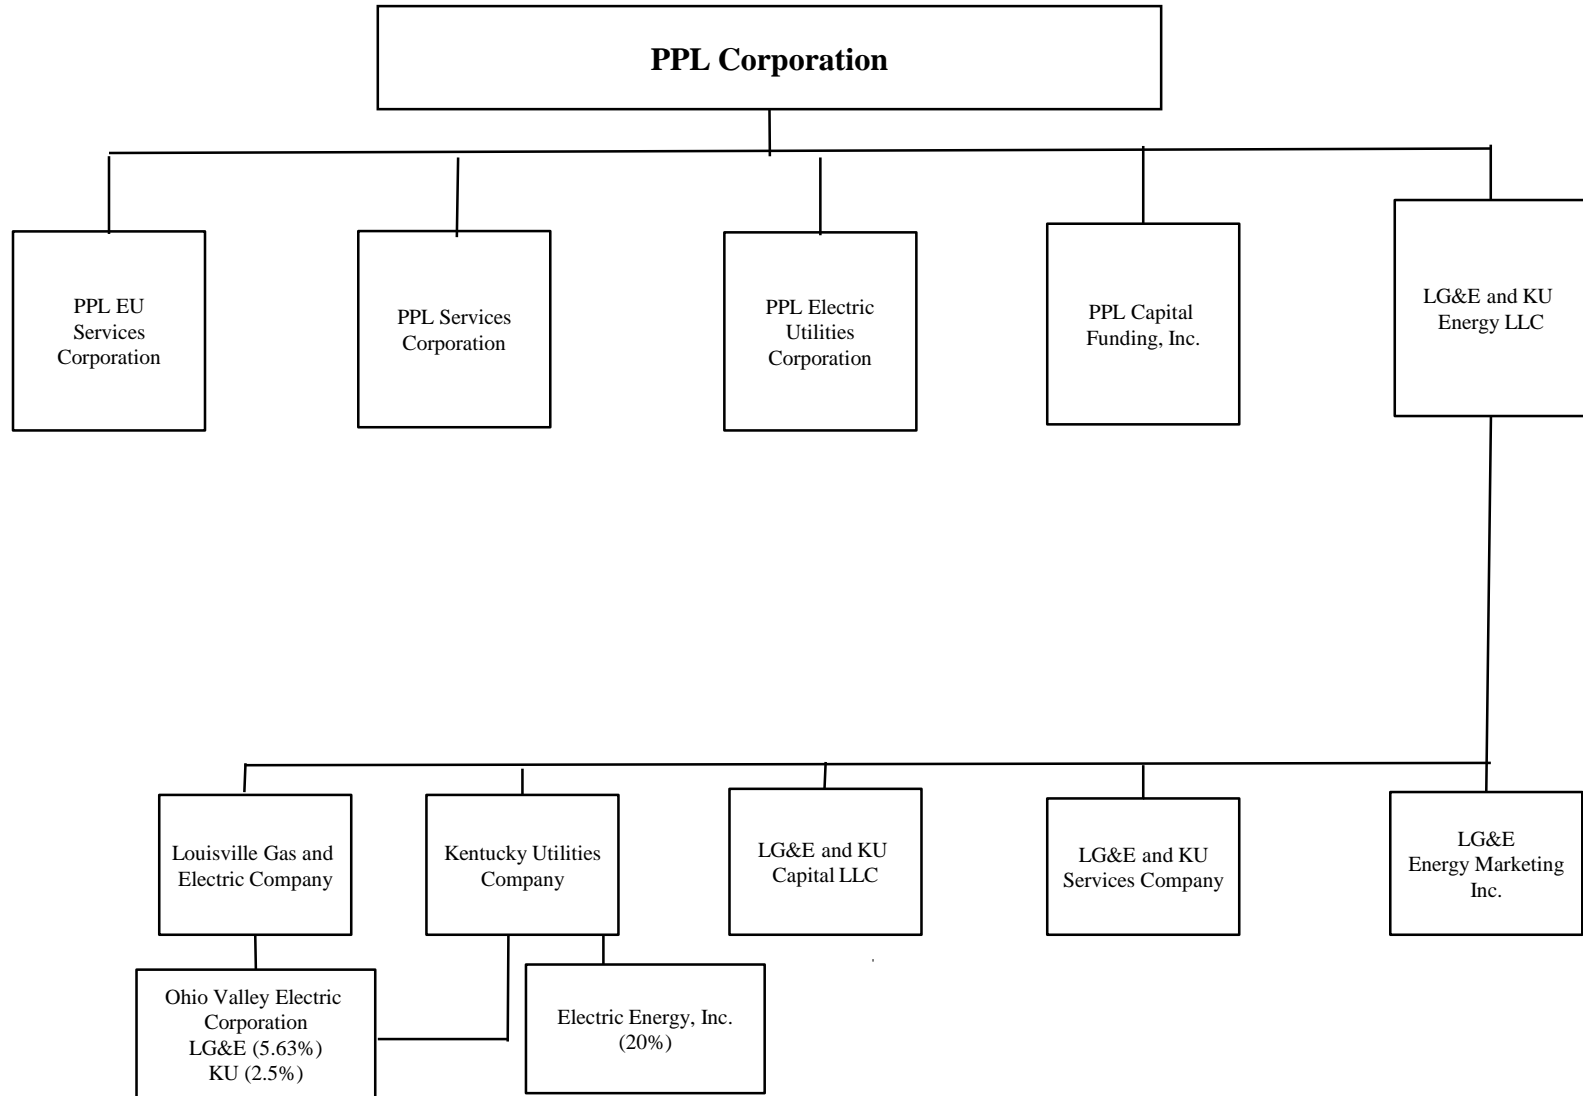 PPL Corporation
PPL EU
Services
Corporation
PPL Services
Corporation
PPL Electric
Utilities
Corporation
PPL Capital
Funding, Inc.
LG&E and KU
Energy LLC
Louisville Gas and
Electric Company
Kentucky Utilities
Company
LG&E and KU
Capital LLC
LG&E and KU
Services Company
LG&E
Energy Marketing
Inc.
Ohio Valley Electric
Corporation
LG&E (5.63%)
KU (2.5%)
Electric Energy, Inc.
(20%)